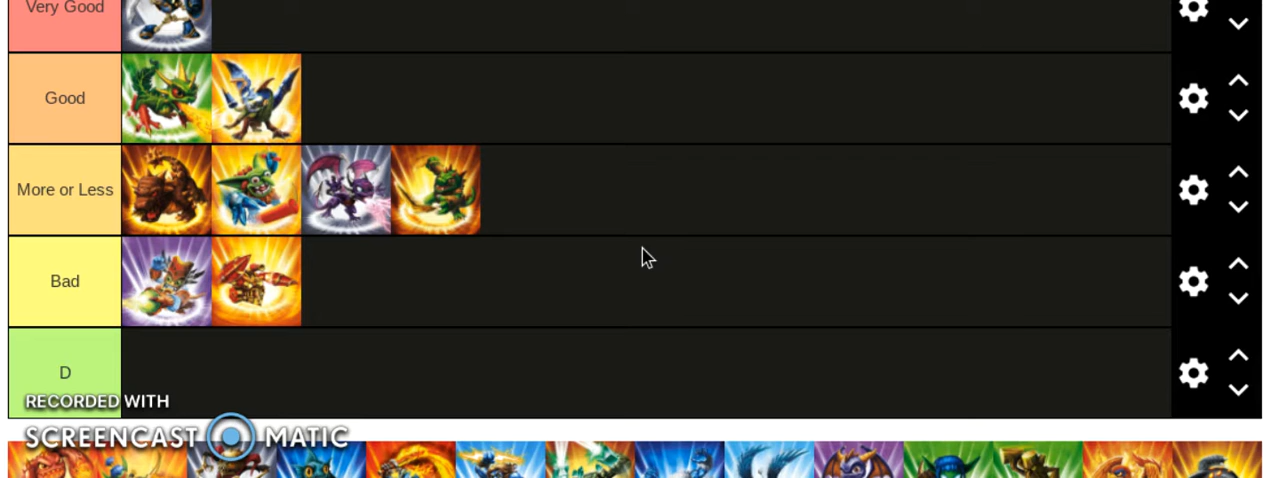 Very Good
Good
More or Less
Bad
D
RECORDED WITH
SCREENCAST MATIC